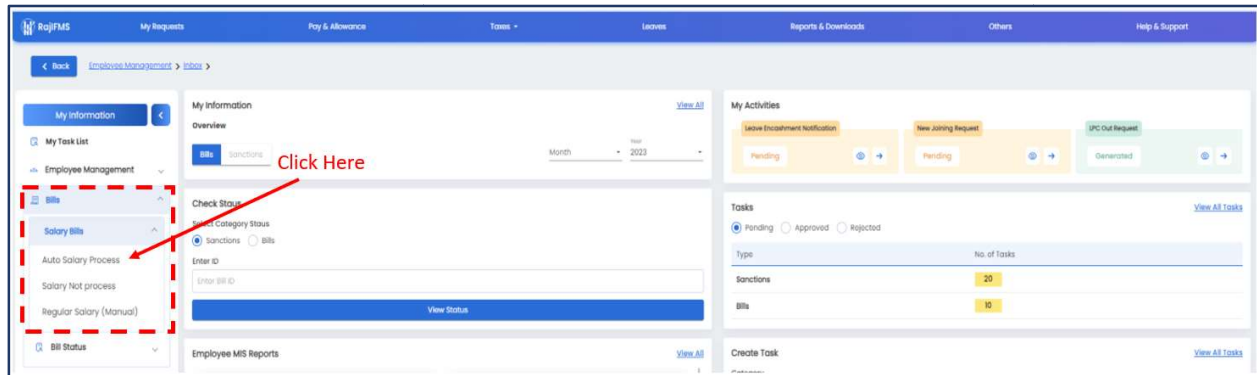 RajIFMS My Requests Pay & Allowance Taxes Leaves Reports & Downloads Others Help & Support
Back Employee Management > Inbox >
My Information
My Task List
Employee Management
Bills
Salary Bills
Auto Salary Process
Salary Not process
Regular Salary (Manual)
Bill Status
My Information View All
Overview
Bills Sanctions Month Year 2023
Click Here
Check Staus
Select Category Staus
Sanctions Bills
Enter ID
Enter Bill ID
View Status
Employee MIS Reports View All
My Activities
Leave Encashment Notification New Joining Request LPC Out Request
Pending Pending Generated
Tasks View All Tasks
Pending Approved Rejected
Type No. of Tasks
Sanctions 20
Bills 10
Create Task View All Tasks
Category